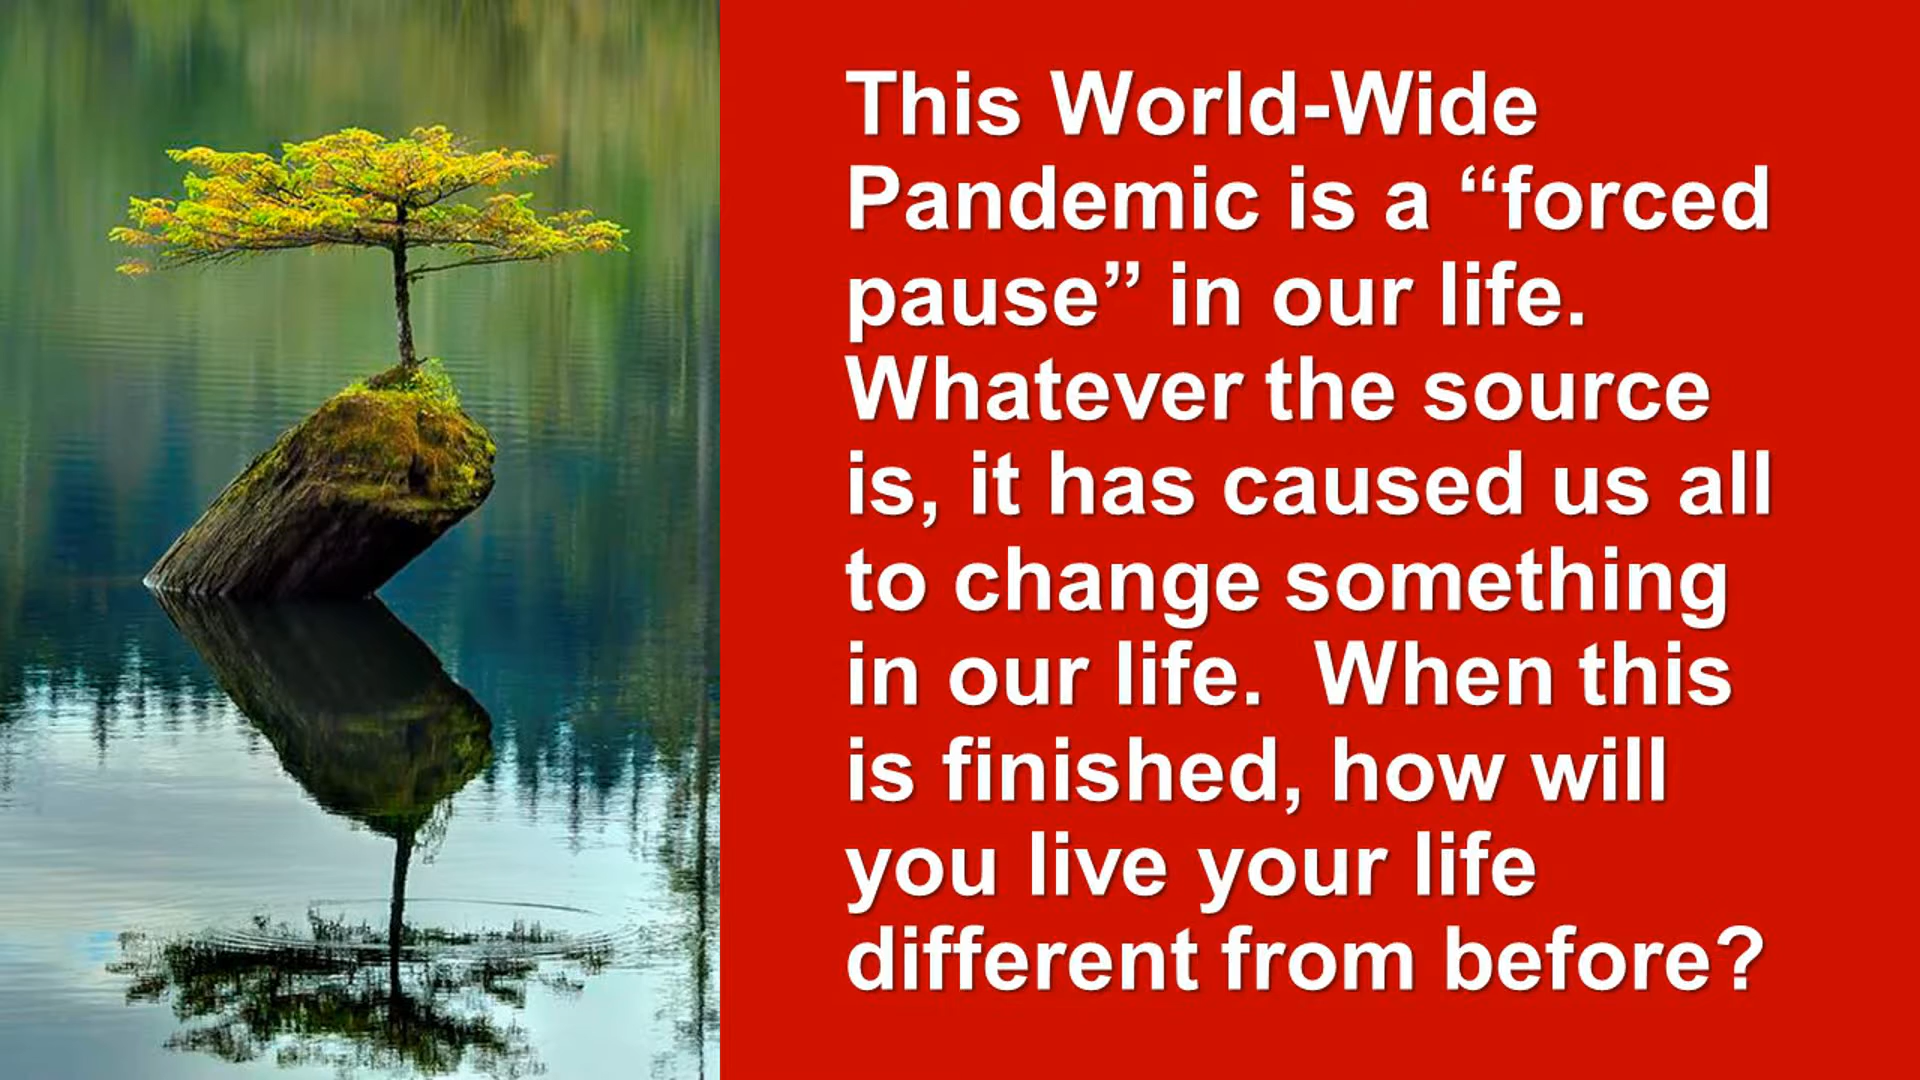 This World-Wide
Pandemic is a “forced
pause” in our life.
Whatever the source
is, it has caused us all
to change something
in our life.  When this
is finished, how will
you live your life
different from before?